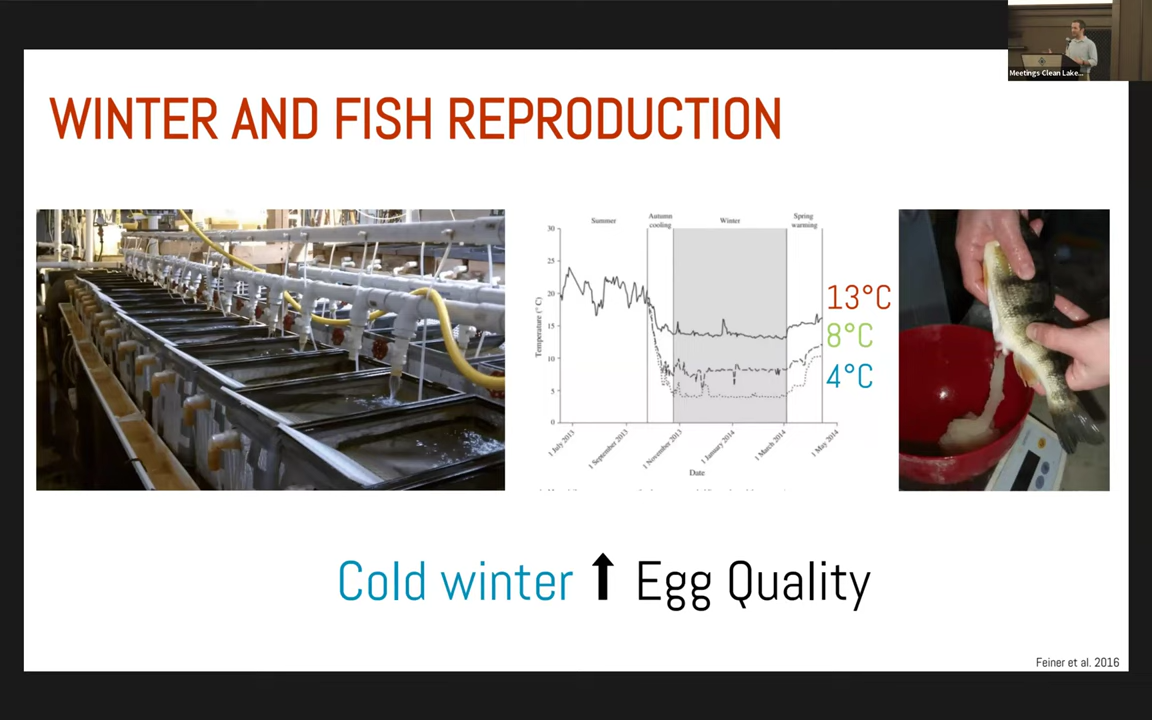 Meetings Clean Lake...
WINTER AND FISH REPRODUCTION
Summer
Autumn
cooling
Winter
Spring
warming
30
25
20
15
10
5
0
Temperature (°C)
1 July 2013
1 September 2013
1 November 2013
1 January 2014
1 March 2014
1 May 2014
Date
13°C
8°C
4°C
Cold winter ⬆ Egg Quality
Feiner et al. 2016